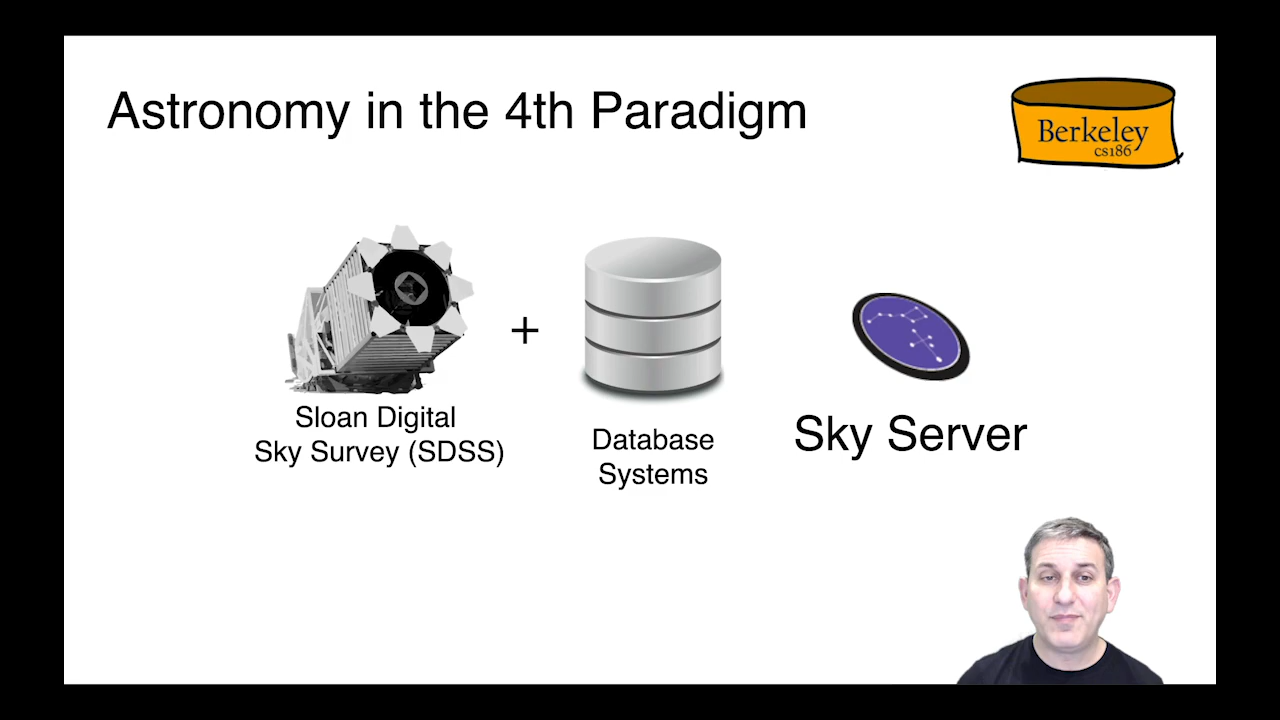 Astronomy in the 4th Paradigm
Berkeley
cs186
+
Sloan Digital
Sky Survey (SDSS)
Database
Systems
Sky Server